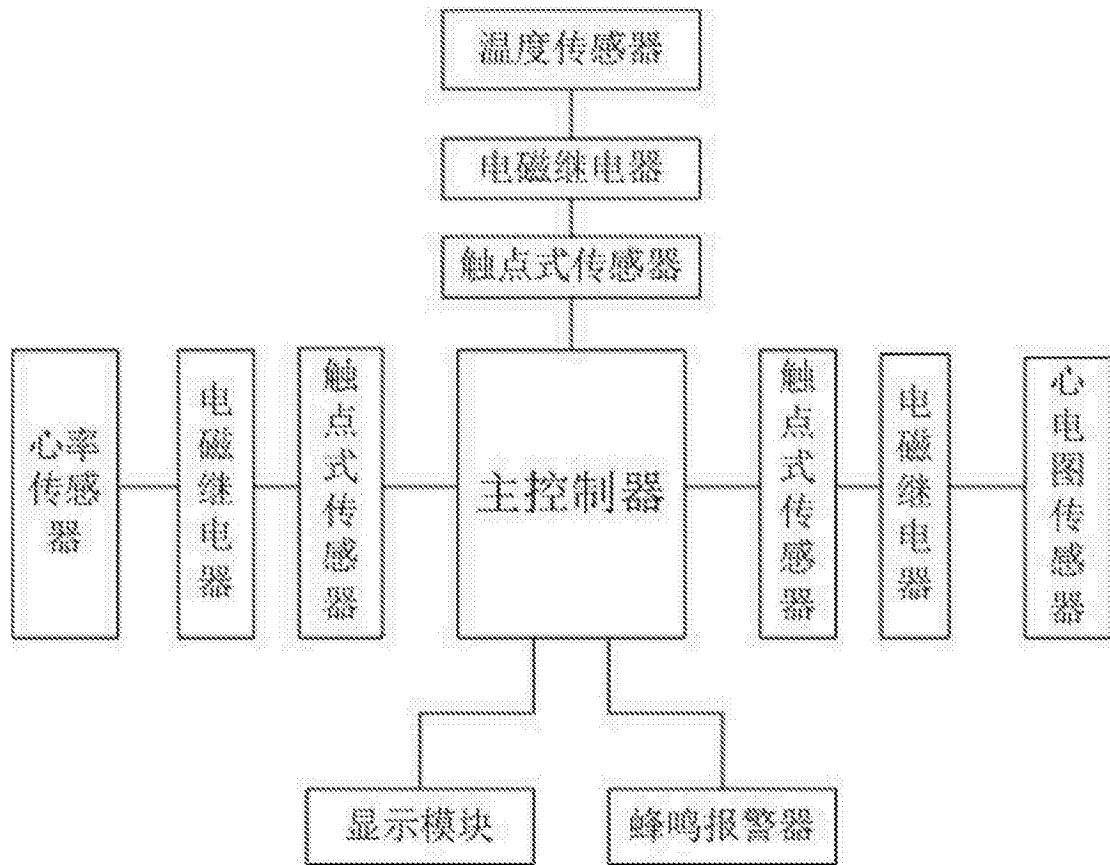 温度传感器
电磁继电器
触点式传感器
心率
传感
器
电磁继电器
触点式传感器
主控制器
触点式传感器
电磁继电器
心电图传感器
显示模块
蜂鸣报警器